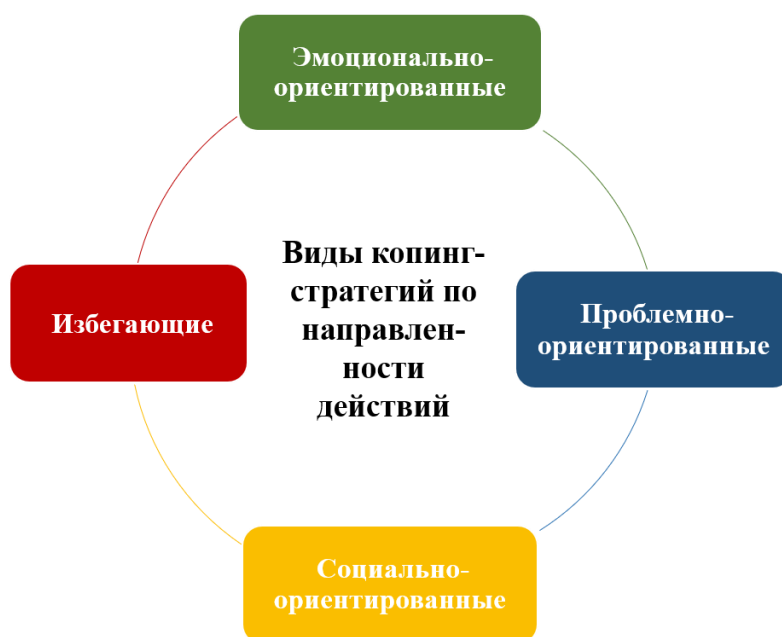 Эмоционально-
ориентированные
Виды копинг-
стратегий по
направлен-
ности
действий
Избегающие
Проблемно-
ориентированные
Социально-
ориентированные